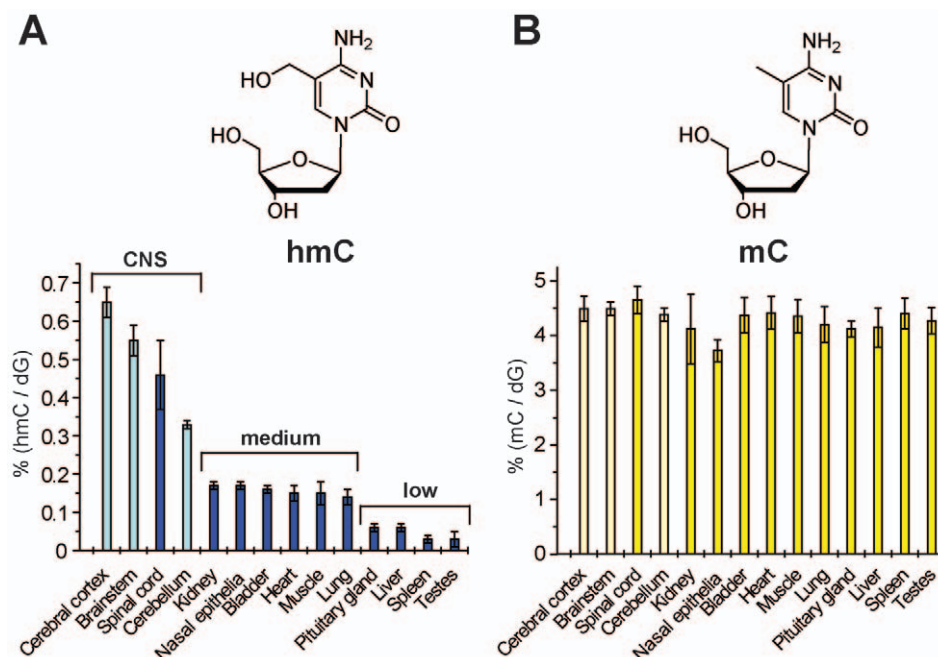 A
NH2
HO
N
N
O
HO
O
OH
hmC
CNS
medium
low
% (hmC / dG)
0.7
0.6
0.5
0.4
0.3
0.2
0.1
0
Cerebral cortex
Brainstem
Spinal cord
Cerebellum
Kidney
Nasal epithelia
Bladder
Heart
Muscle
Lung
Pituitary gland
Liver
Spleen
Testes
B
NH2
N
N
O
HO
O
OH
mC
% (mC / dG)
5
4
3
2
1
0
Cerebral cortex
Brainstem
Spinal cord
Cerebellum
Kidney
Nasal epithelia
Bladder
Heart
Muscle
Lung
Pituitary gland
Liver
Spleen
Testes